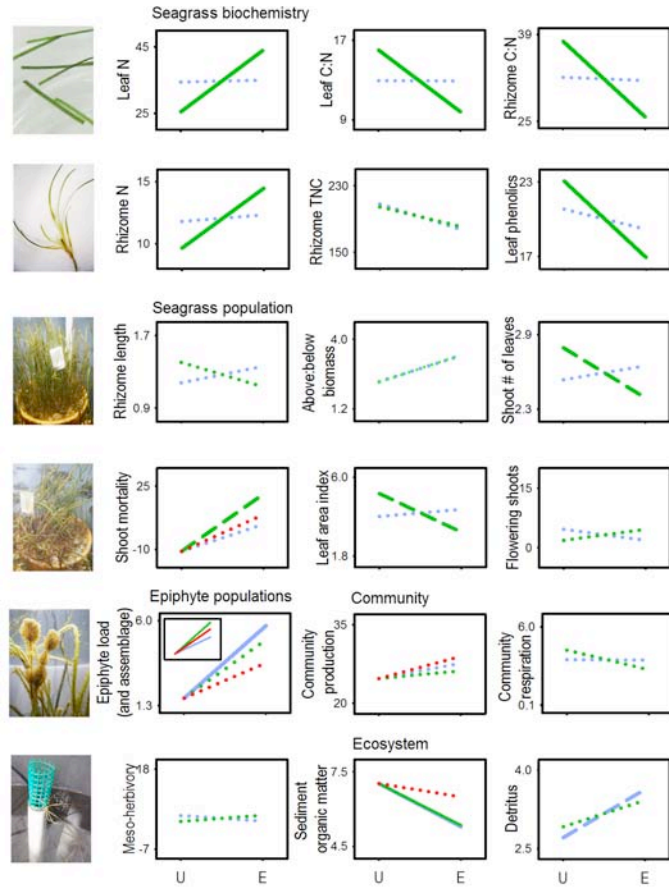 Seagrass biochemistry
Leaf N
45
25
Leaf C:N
17
9
Rhizome C:N
39
25
Rhizome N
15
10
Rhizome TNC
230
150
Leaf phenolics
23
17
Seagrass population
Rhizome length
1.7
0.9
Above:below
biomass
4.0
1.2
Shoot # of leaves
2.9
2.3
Shoot mortality
25
-10
Leaf area index
6.0
1.8
Flowering shoots
15
0
Epiphyte populations
Community
Epiphyte load
(and assemblage)
6.0
1.3
Community
production
35
20
Community
respiration
6.0
0.1
Ecosystem
Meso-herbivory
18
-7
Sediment
organic matter
7.5
4.5
Detritus
4.0
2.5
U E U E U E